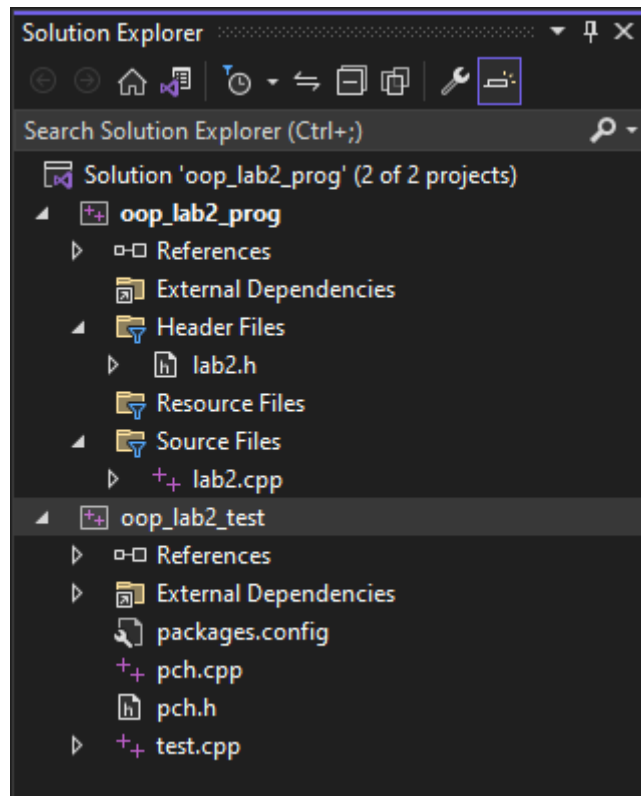 Solution Explorer
Search Solution Explorer (Ctrl+;)
Solution 'oop_lab2_prog' (2 of 2 projects)
oop_lab2_prog
References
External Dependencies
Header Files
lab2.h
Resource Files
Source Files
lab2.cpp
oop_lab2_test
References
External Dependencies
packages.config
pch.cpp
pch.h
test.cpp